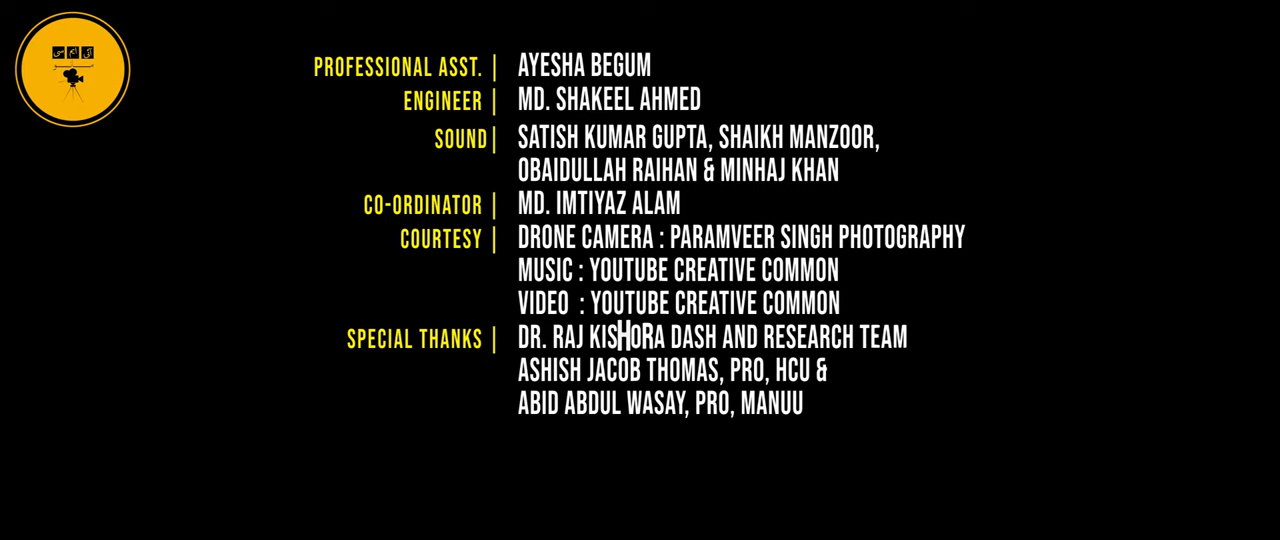 PROFESSIONAL ASST. | AYESHA BEGUM
ENGINEER | MD. SHAKEEL AHMED
SOUND | SATISH KUMAR GUPTA, SHAIKH MANZOOR,
OBAIDULLAH RAIHAN & MINHAJ KHAN
CO-ORDINATOR | MD. IMTIYAZ ALAM
COURTESY | DRONE CAMERA : PARAMVEER SINGH PHOTOGRAPHY
MUSIC : YOUTUBE CREATIVE COMMON
VIDEO : YOUTUBE CREATIVE COMMON
SPECIAL THANKS | DR. RAJ KISHORA DASH AND RESEARCH TEAM
ASHISH JACOB THOMAS, PRO, HCU &
ABID ABDUL WASAY, PRO, MANUU